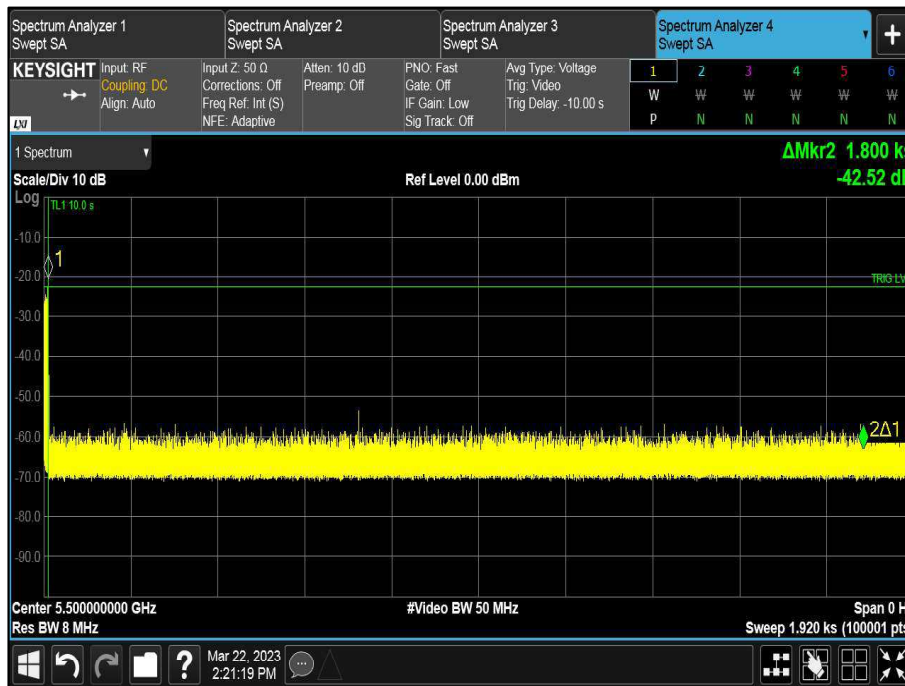 Spectrum Analyzer 1
Swept SA
Spectrum Analyzer 2
Swept SA
Spectrum Analyzer 3
Swept SA
Spectrum Analyzer 4
Swept SA
KEYSIGHT
LXI
Input: RF
Coupling: DC
Align: Auto
Input Z: 50 Ω
Corrections: Off
Freq Ref: Int (S)
NFE: Adaptive
Atten: 10 dB
Preamp: Off
PNO: Fast
Gate: Off
IF Gain: Low
Sig Track: Off
Avg Type: Voltage
Trig: Video
Trig Delay: -10.00 s
1 2 3 4 5 6
W W W W W W
P N N N N N
1 Spectrum
ΔMkr2 1.800 ks
Scale/Div 10 dB
Ref Level 0.00 dBm
-42.52 dB
Log
TL1 10.0 s
-10.0
1
-20.0
TRIG LV
-30.0
-40.0
-50.0
-60.0
2Δ1
-70.0
-80.0
-90.0
Center 5.500000000 GHz
#Video BW 50 MHz
Span 0 H
Res BW 8 MHz
Sweep 1.920 ks (100001 pts
Mar 22, 2023
2:21:19 PM